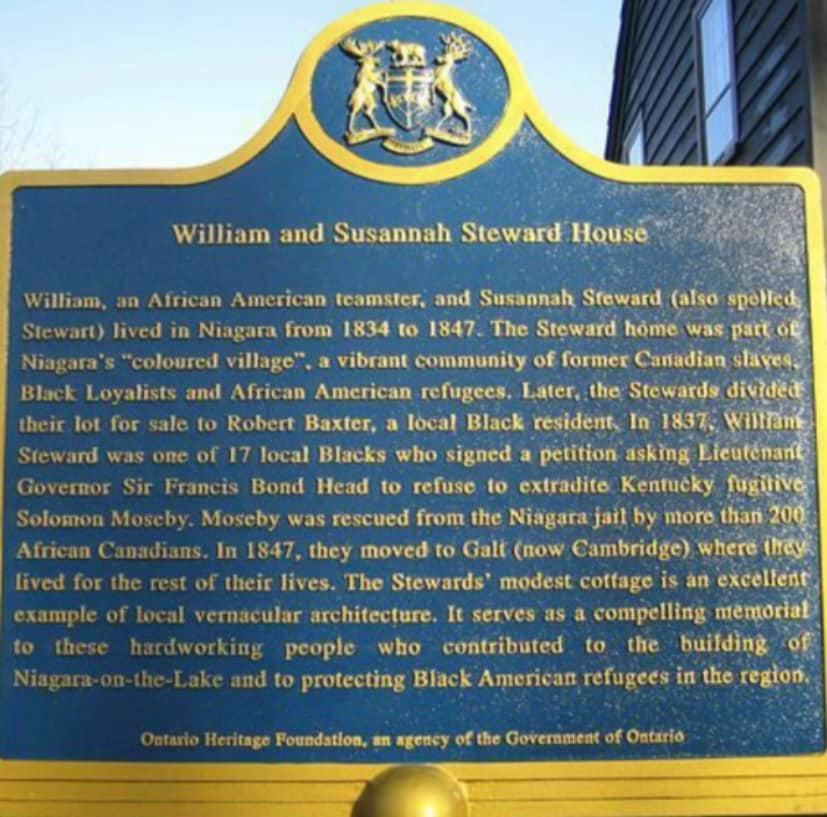 William and Susannah Steward House
William, an African American teamster, and Susannah Steward (also spelled
Stewart) lived in Niagara from 1834 to 1847. The Steward home was part of
Niagara's "coloured village", a vibrant community of former Canadian slaves,
Black Loyalists and African American refugees. Later, the Stewards divided
their lot for sale to Robert Baxter, a local Black resident. In 1837, William
Steward was one of 17 local Blacks who signed a petition asking Lieutenant
Governor Sir Francis Bond Head to refuse to extradite Kentucky fugitive
Solomon Moseby. Moseby was rescued from the Niagara jail by more than 200
African Canadians. In 1847, they moved to Galt (now Cambridge) where they
lived for the rest of their lives. The Stewards' modest cottage is an excellent
example of local vernacular architecture. It serves as a compelling memorial
to these hardworking people who contributed to the building of
Niagara-on-the-Lake and to protecting Black American refugees in the region.
Ontario Heritage Foundation, an agency of the Government of Ontario